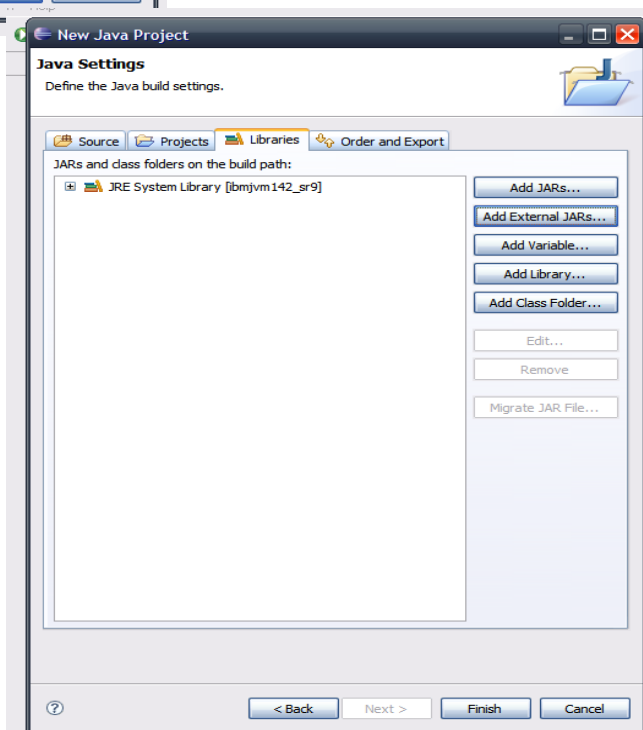 Help
New Java Project
Java Settings
Define the Java build settings.
Source Projects Libraries Order and Export
JARs and class folders on the build path:
JRE System Library [ibmjvm142_sr9]
Add JARs...
Add External JARs...
Add Variable...
Add Library...
Add Class Folder...
Edit...
Remove
Migrate JAR File...
< Back Next > Finish Cancel